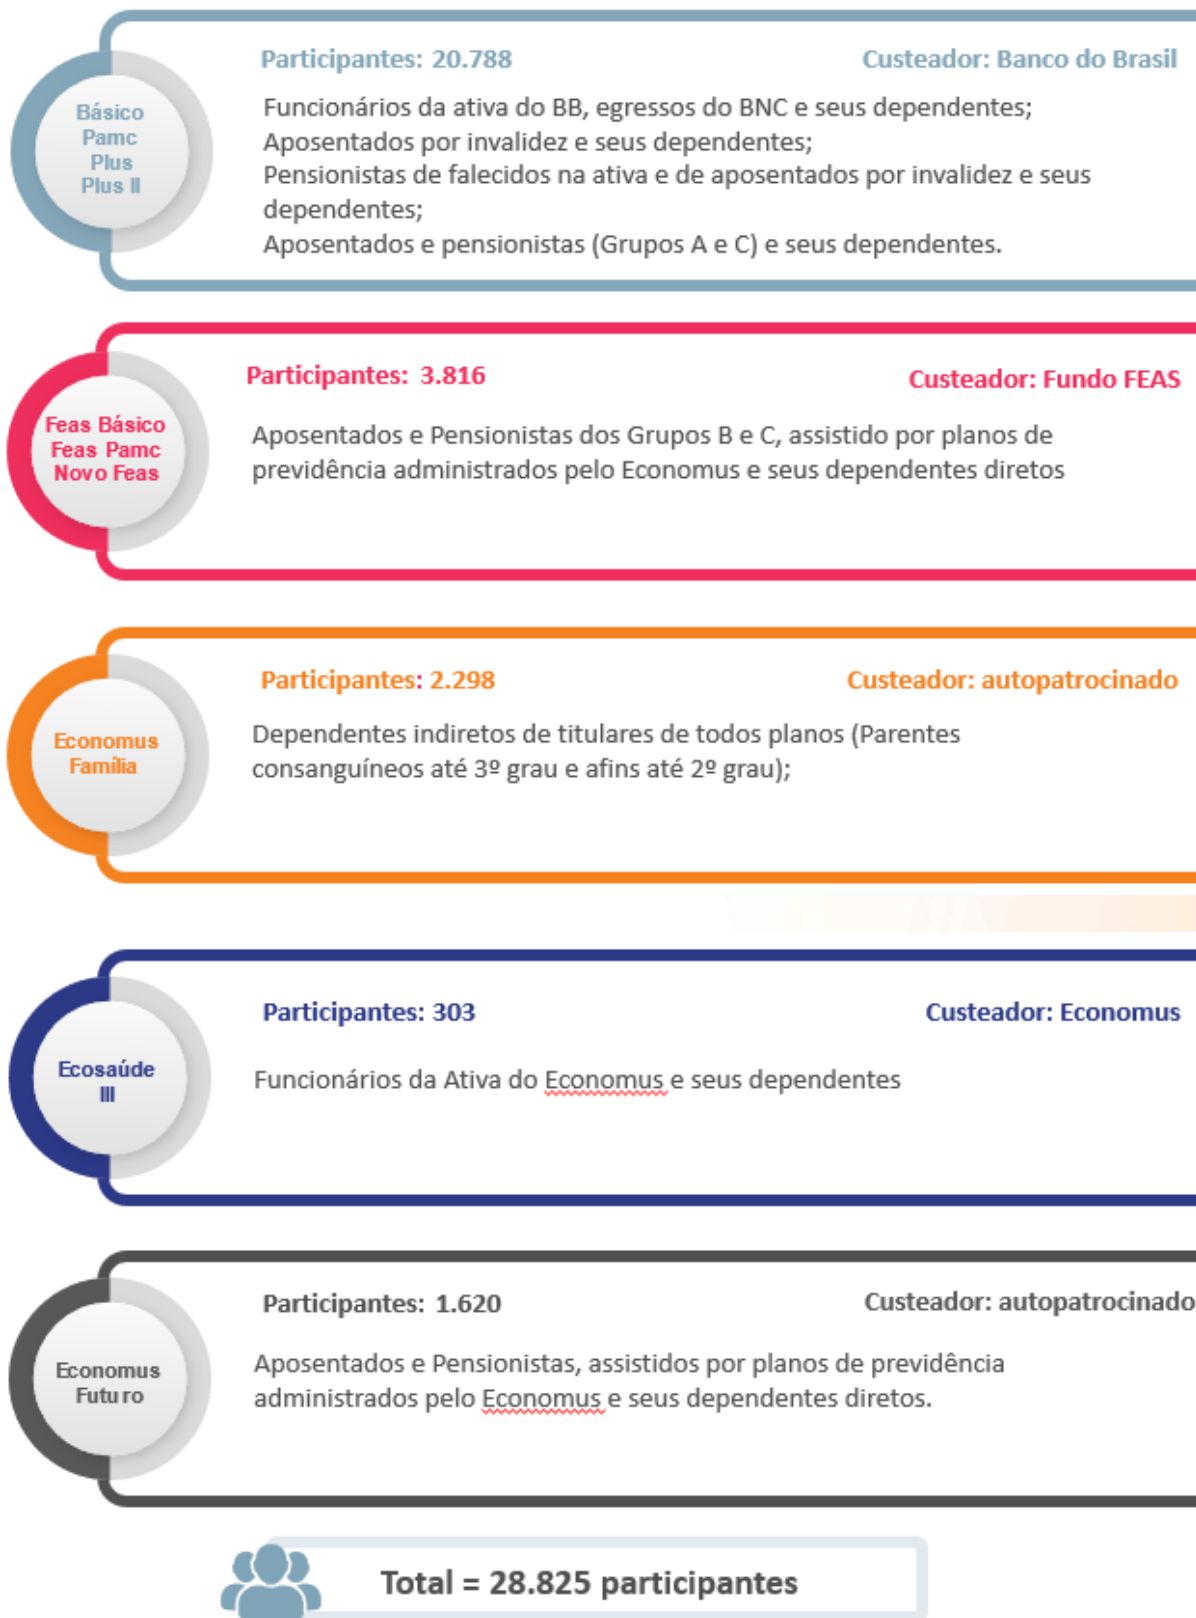 Básico
Pamc
Plus
Plus II
Participantes: 20.788
Custeador: Banco do Brasil
Funcionários da ativa do BB, egressos do BNC e seus dependentes;
Aposentados por invalidez e seus dependentes;
Pensionistas de falecidos na ativa e de aposentados por invalidez e seus
dependentes;
Aposentados e pensionistas (Grupos A e C) e seus dependentes.
Feas Básico
Feas Pamc
Novo Feas
Participantes: 3.816
Custeador: Fundo FEAS
Aposentados e Pensionistas dos Grupos B e C, assistido por planos de
previdência administrados pelo Economus e seus dependentes diretos
Economus
Família
Participantes: 2.298
Custeador: autopatrocinado
Dependentes indiretos de titulares de todos planos (Parentes
consanguíneos até 3º grau e afins até 2º grau);
Ecosaúde
III
Participantes: 303
Custeador: Economus
Funcionários da Ativa do Economus e seus dependentes
Economus
Futuro
Participantes: 1.620
Custeador: autopatrocinado
Aposentados e Pensionistas, assistidos por planos de previdência
administrados pelo Economus e seus dependentes diretos.
Total = 28.825 participantes